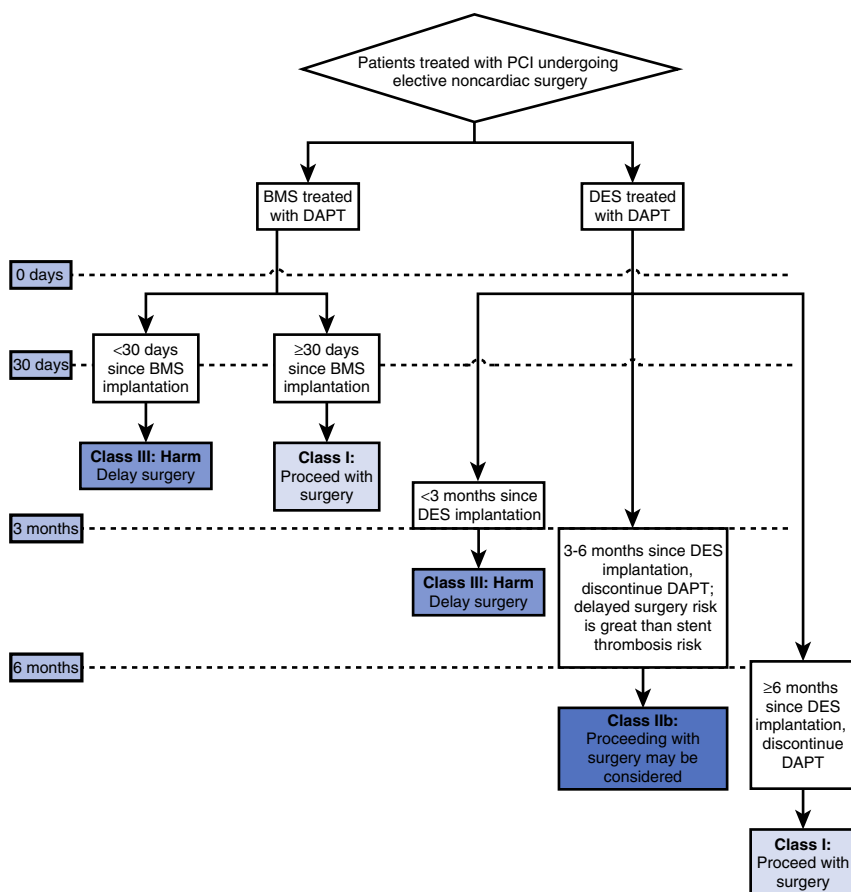 Patients treated with PCI undergoing
elective noncardiac surgery
BMS treated
with DAPT
DES treated
with DAPT
0 days
30 days
<30 days
since BMS
implantation
≥30 days
since BMS
implantation
Class III: Harm
Delay surgery
Class I:
Proceed with
surgery
<3 months since
DES implantation
3 months
Class III: Harm
Delay surgery
3-6 months since DES
implantation,
discontinue DAPT;
delayed surgery risk
is great than stent
thrombosis risk
6 months
Class IIb:
Proceeding with
surgery may be
considered
≥6 months
since DES
implantation,
discontinue
DAPT
Class I:
Proceed with
surgery